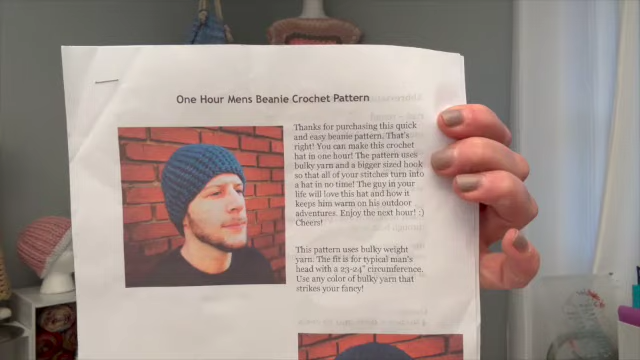 One Hour Mens Beanie Crochet Pattern
Thanks for purchasing this quick
and easy beanie pattern. That's
right! You can make this crochet
hat in one hour! The pattern uses
bulky yarn and a bigger sized hook
so that all of your stitches turn into
a hat in no time! The guy in your
life will love this hat and how it
keeps him warm on his outdoor
adventures. Enjoy the next hour! :)
Cheers!
This pattern uses bulky weight
yarn. The fit is for typical man's
head with a 23-24" circumference.
Use any color of bulky yarn that
strikes your fancy!